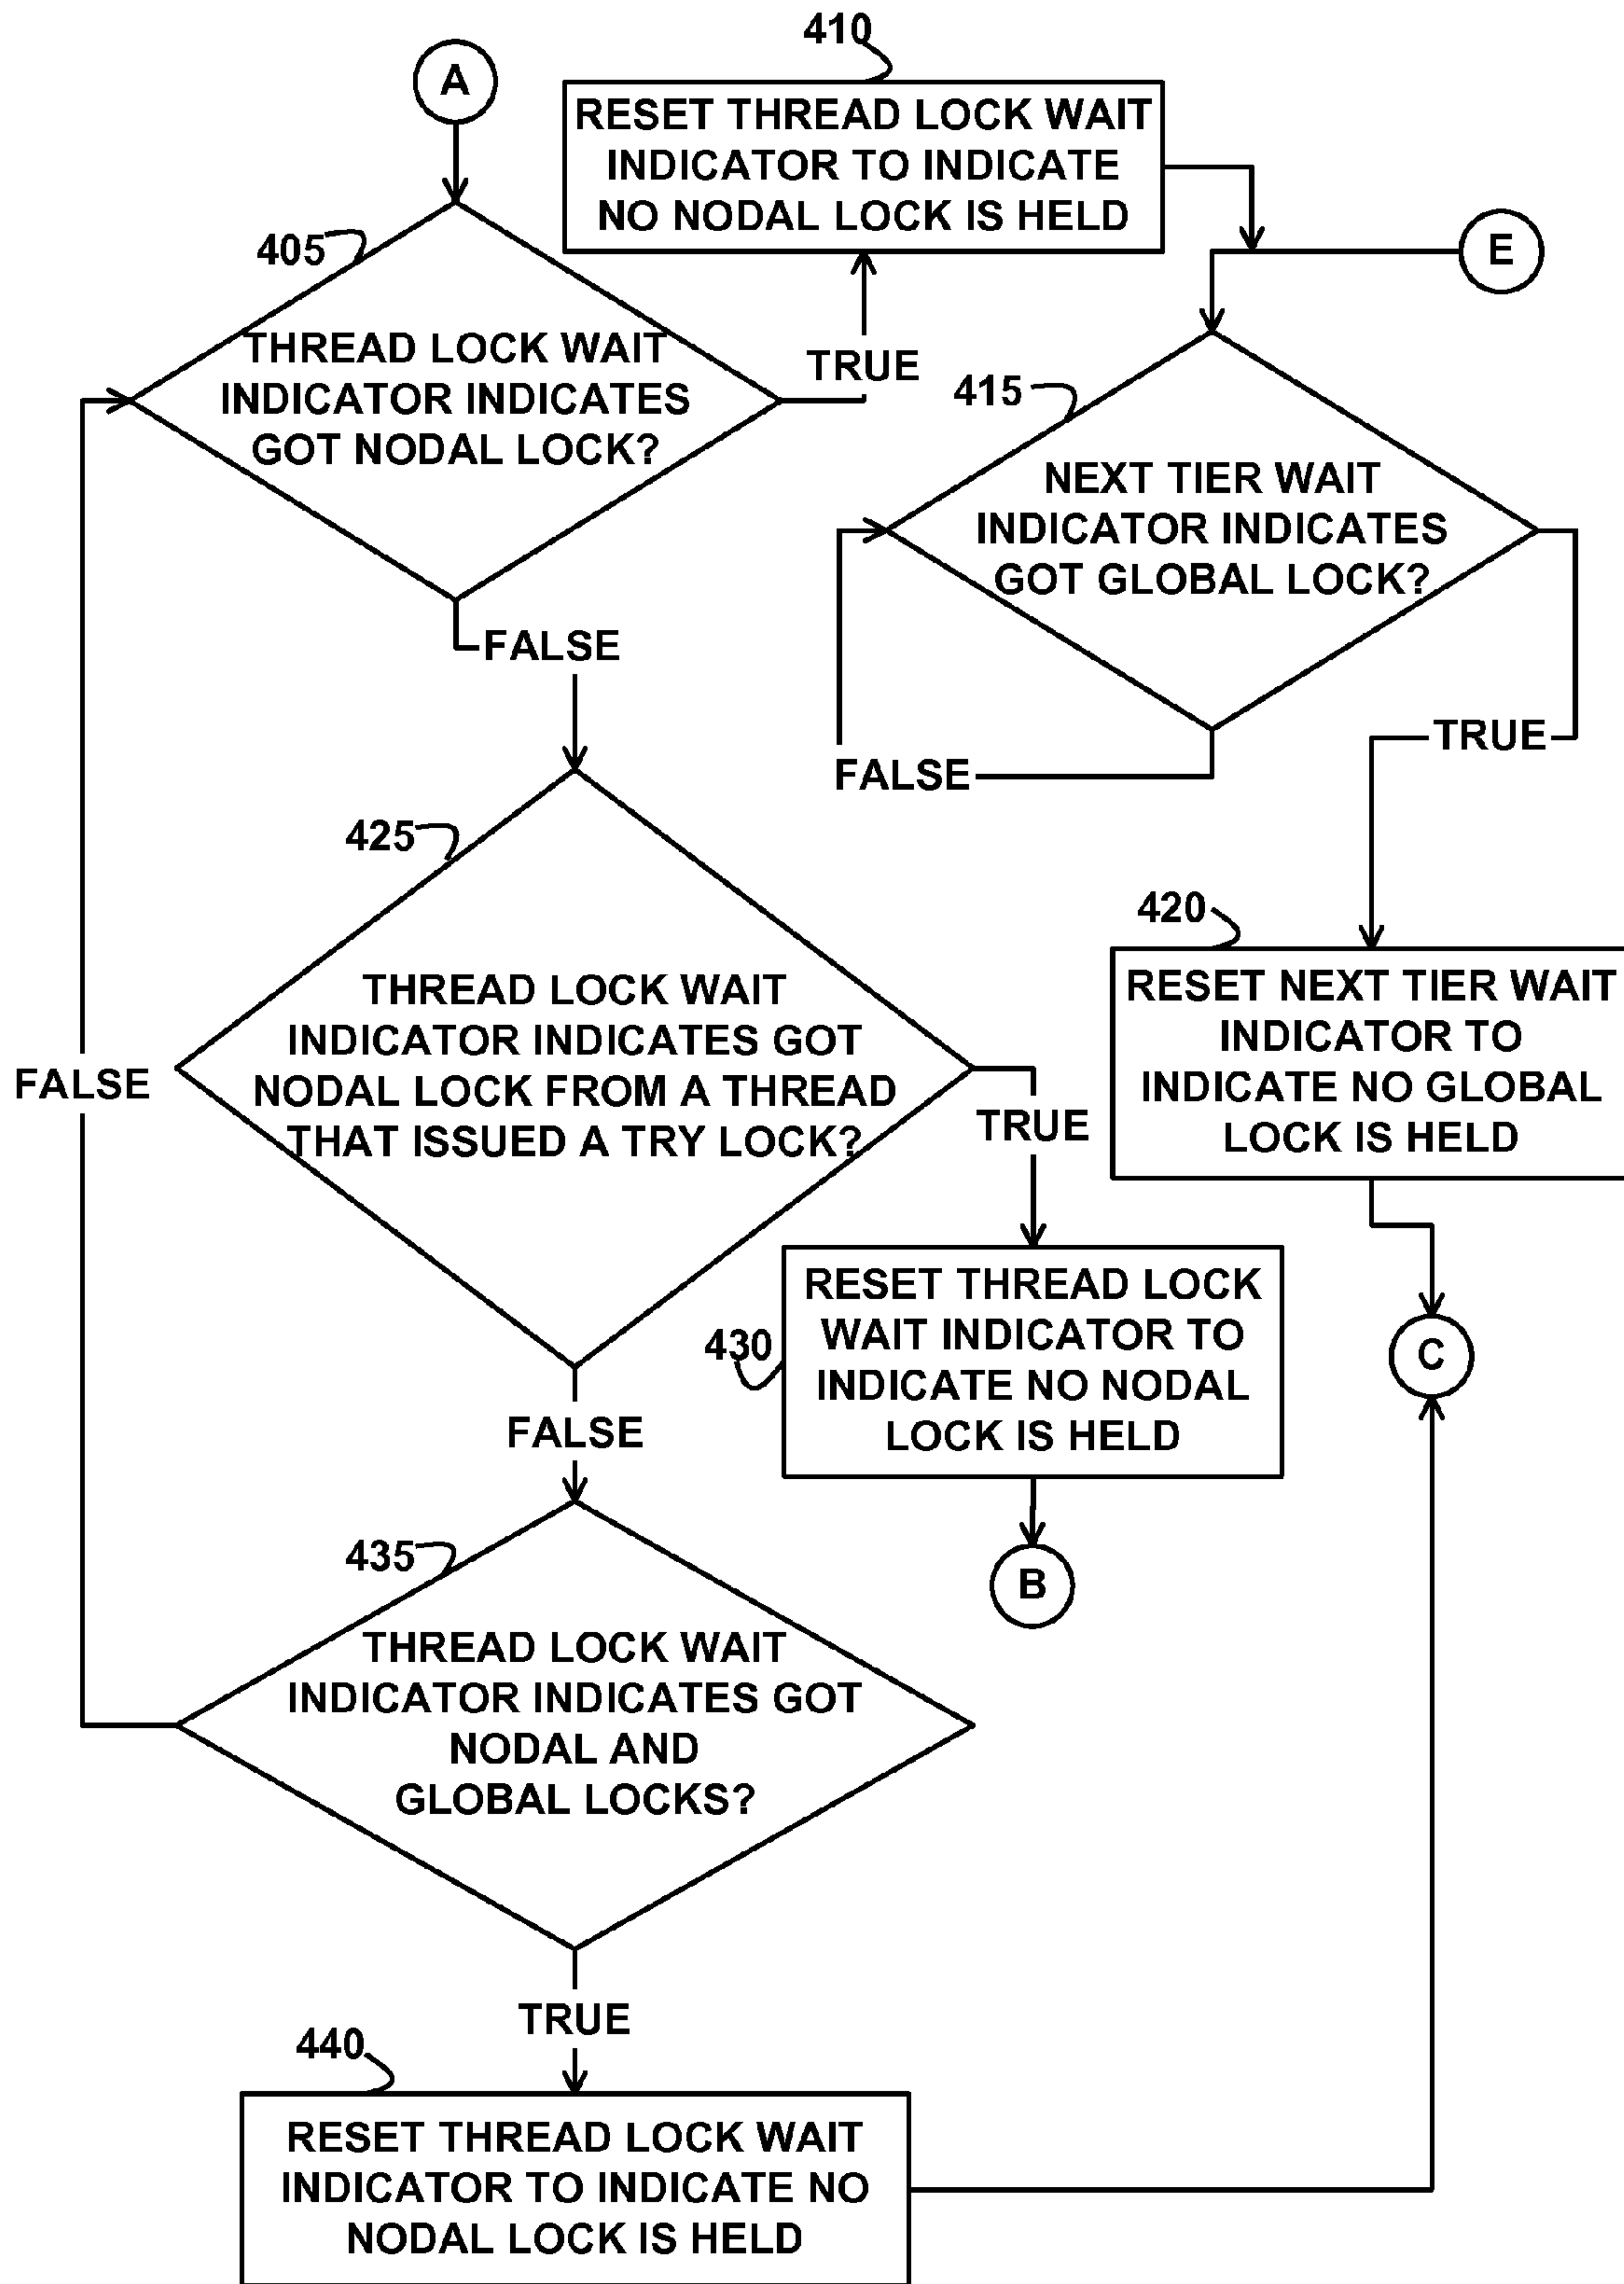 410
A
RESET THREAD LOCK WAIT
INDICATOR TO INDICATE
NO NODAL LOCK IS HELD
405
E
THREAD LOCK WAIT
INDICATOR INDICATES
GOT NODAL LOCK?
TRUE
415
NEXT TIER WAIT
INDICATOR INDICATES
GOT GLOBAL LOCK?
FALSE
TRUE
FALSE
425
420
THREAD LOCK WAIT
INDICATOR INDICATES GOT
NODAL LOCK FROM A THREAD
THAT ISSUED A TRY LOCK?
RESET NEXT TIER WAIT
INDICATOR TO
INDICATE NO GLOBAL
LOCK IS HELD
FALSE
TRUE
RESET THREAD LOCK
WAIT INDICATOR TO
INDICATE NO NODAL
LOCK IS HELD
430
C
FALSE
435
B
THREAD LOCK WAIT
INDICATOR INDICATES GOT
NODAL AND
GLOBAL LOCKS?
TRUE
440
RESET THREAD LOCK WAIT
INDICATOR TO INDICATE NO
NODAL LOCK IS HELD